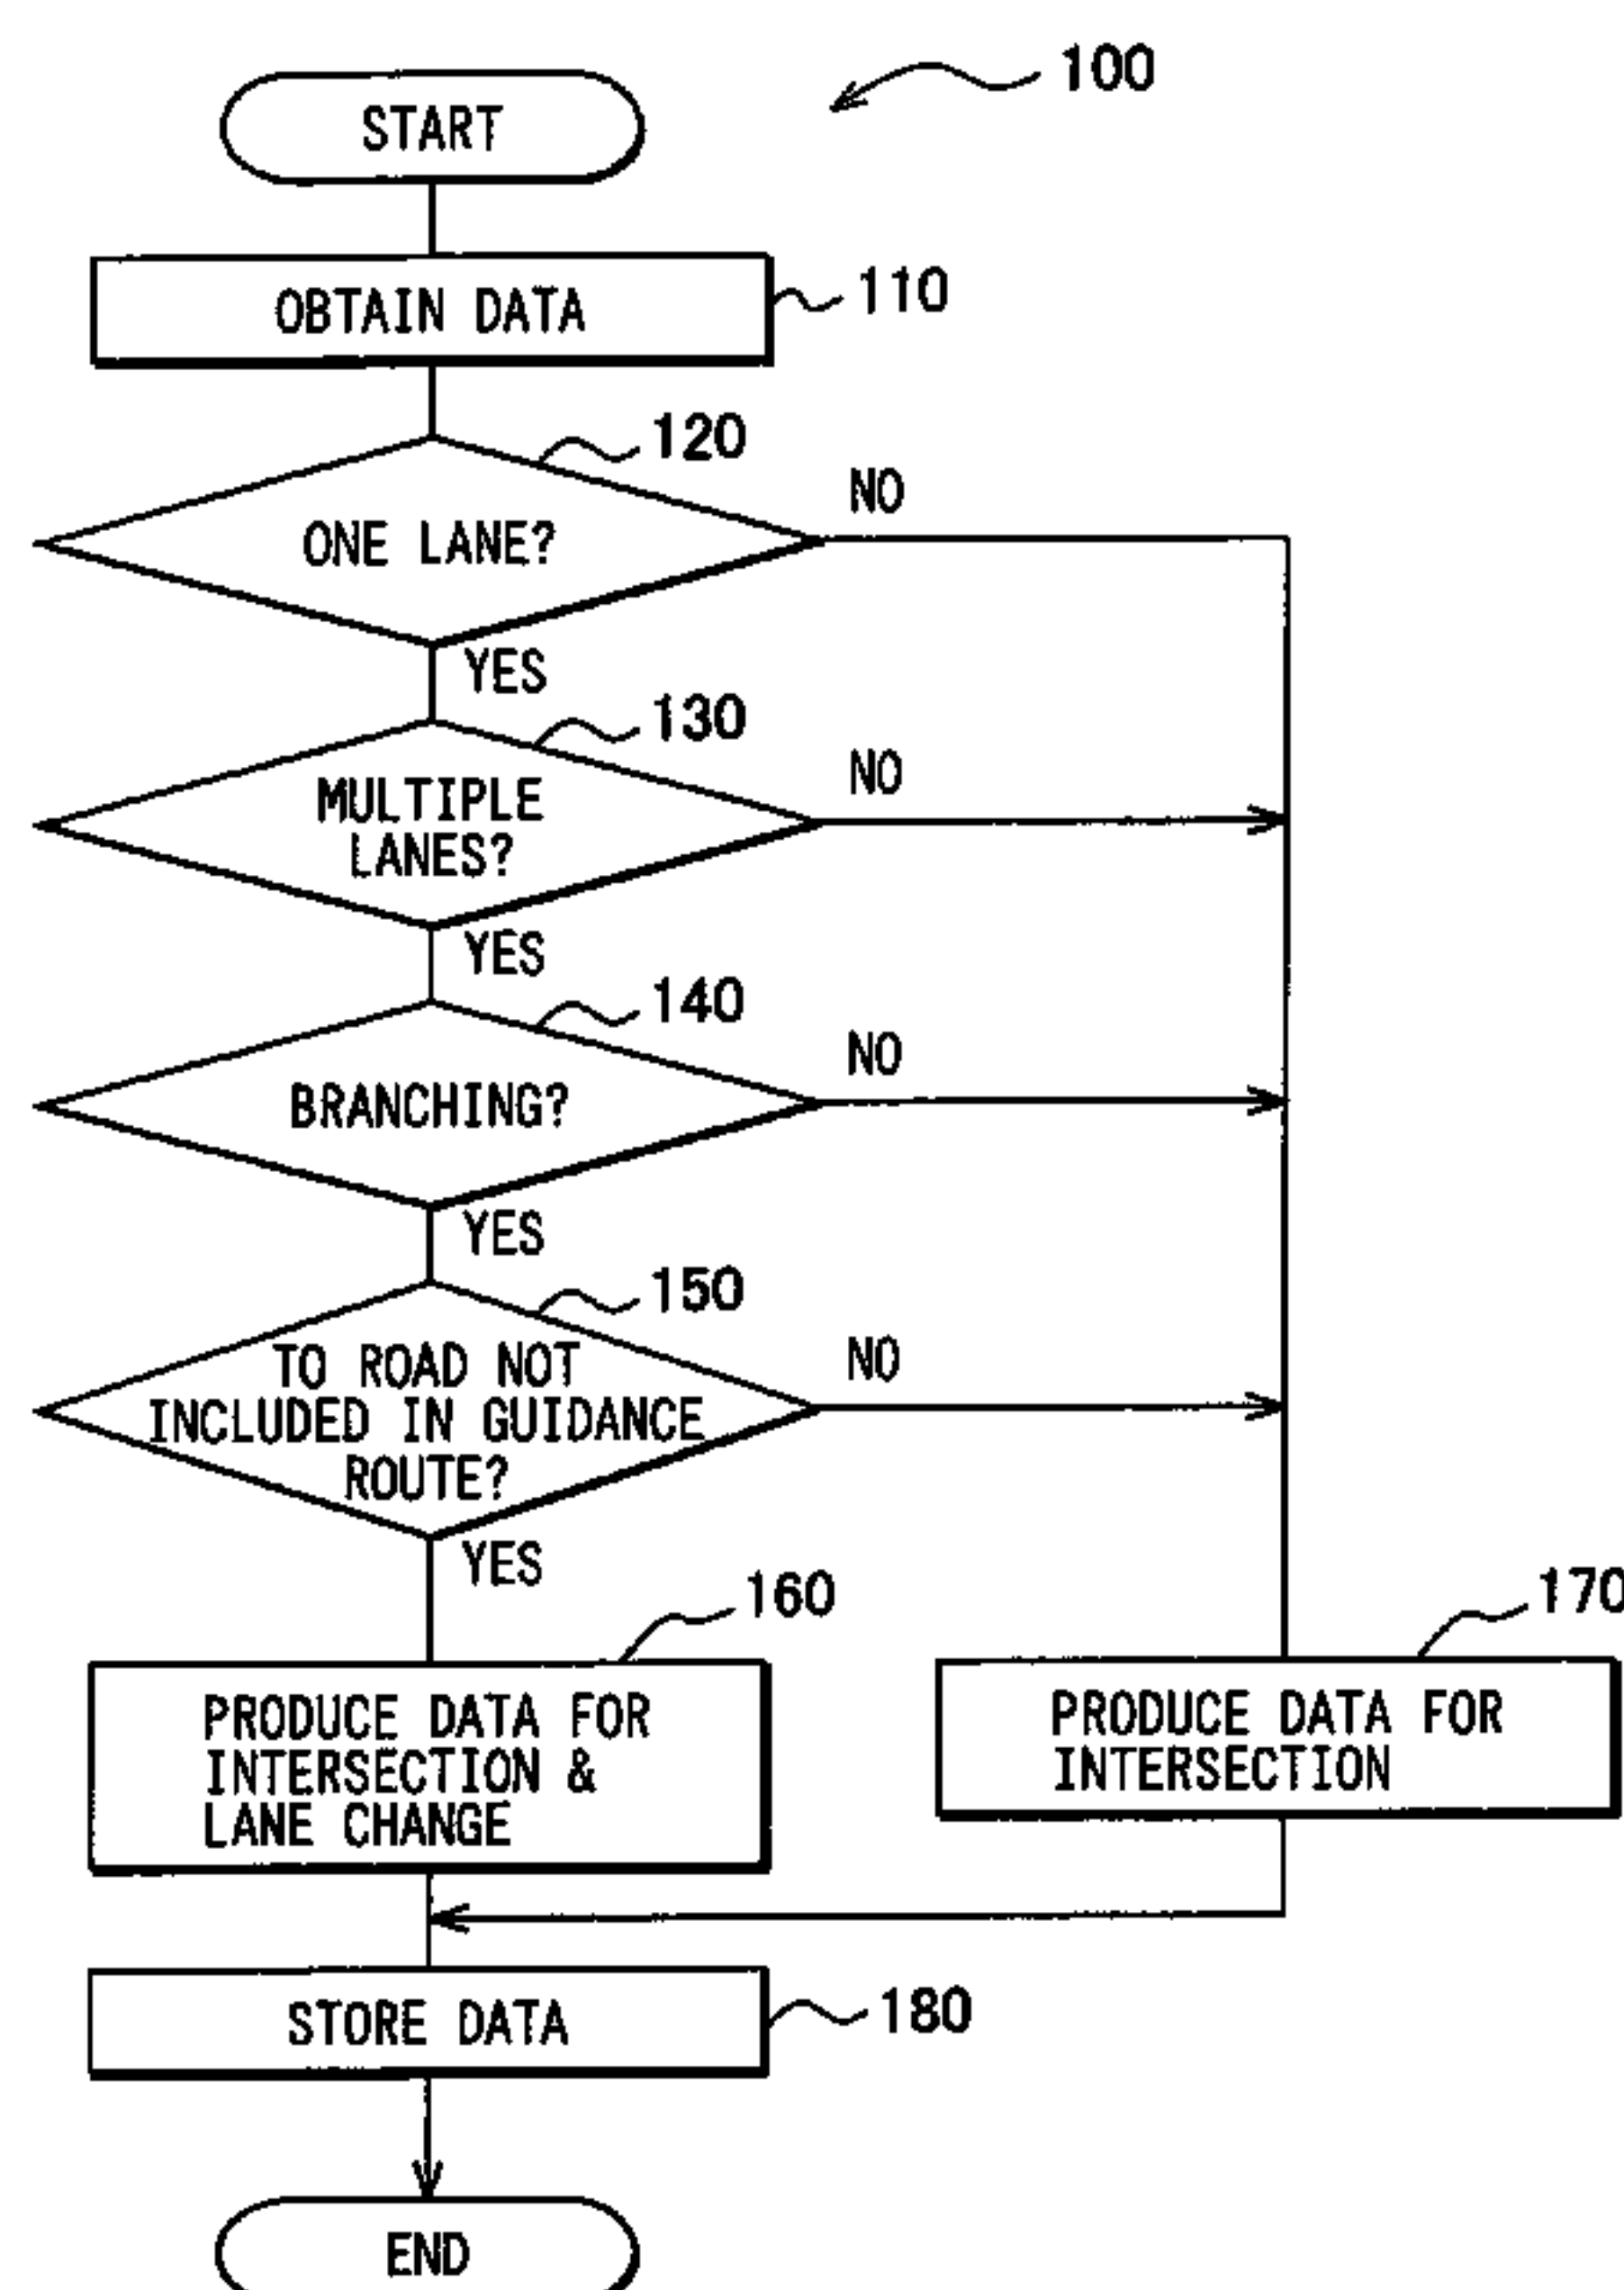 100
START
OBTAIN DATA
110
120
ONE LANE?
NO
YES
130
MULTIPLE
LANES?
NO
YES
140
BRANCHING?
NO
YES
150
TO ROAD NOT
INCLUDED IN GUIDANCE
ROUTE?
NO
YES
160
PRODUCE DATA FOR
INTERSECTION &
LANE CHANGE
170
PRODUCE DATA FOR
INTERSECTION
STORE DATA
180
END